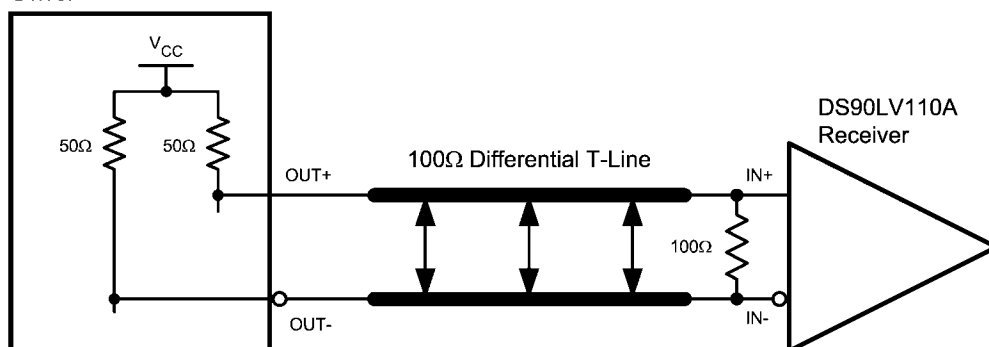 V_CC
50Ω
50Ω
OUT+
OUT-
100Ω Differential T-Line
IN+
100Ω
IN-
DS90LV110A
Receiver